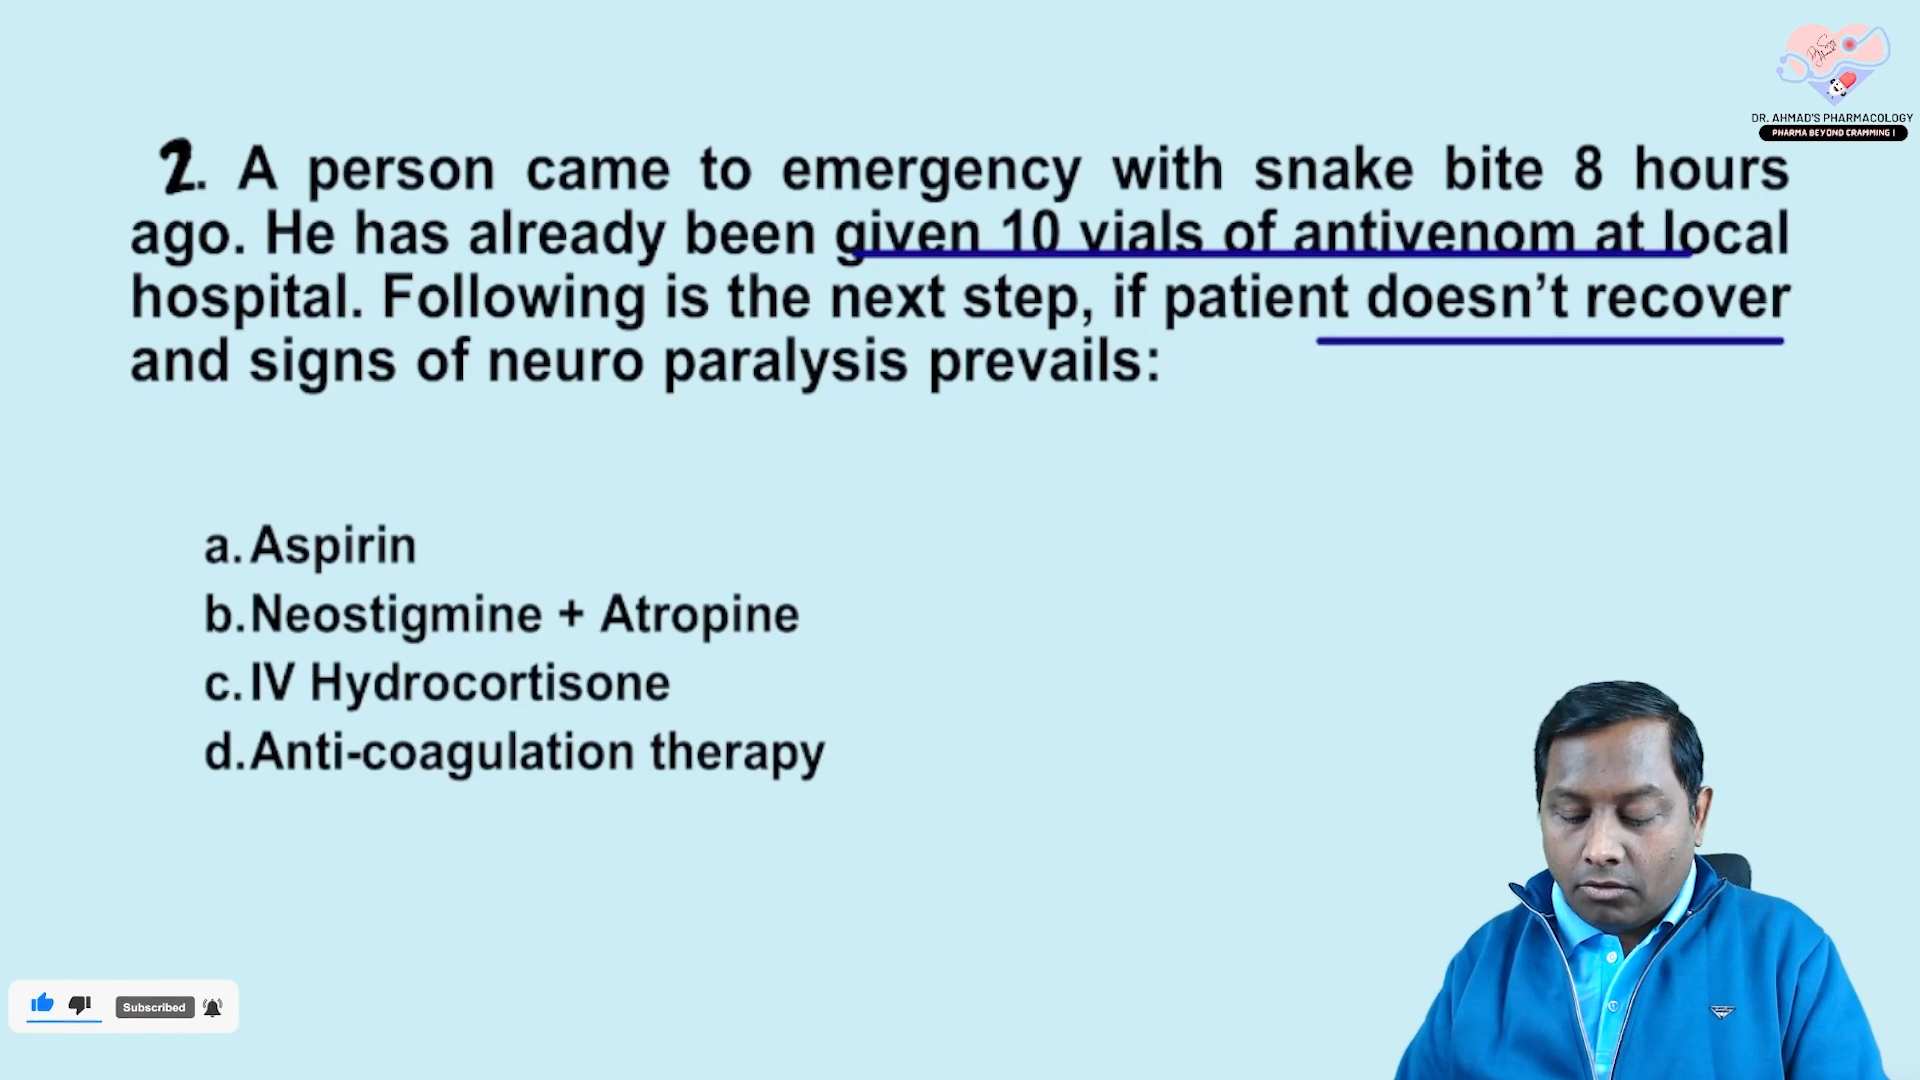 DR. AHMAD'S PHARMACOLOGY
PHARMA BEYOND CRAMMING !
2. A person came to emergency with snake bite 8 hours
ago. He has already been given 10 vials of antivenom at local
hospital. Following is the next step, if patient doesn't recover
and signs of neuro paralysis prevails:
a. Aspirin
b. Neostigmine + Atropine
c. IV Hydrocortisone
d. Anti-coagulation therapy
Subscribed